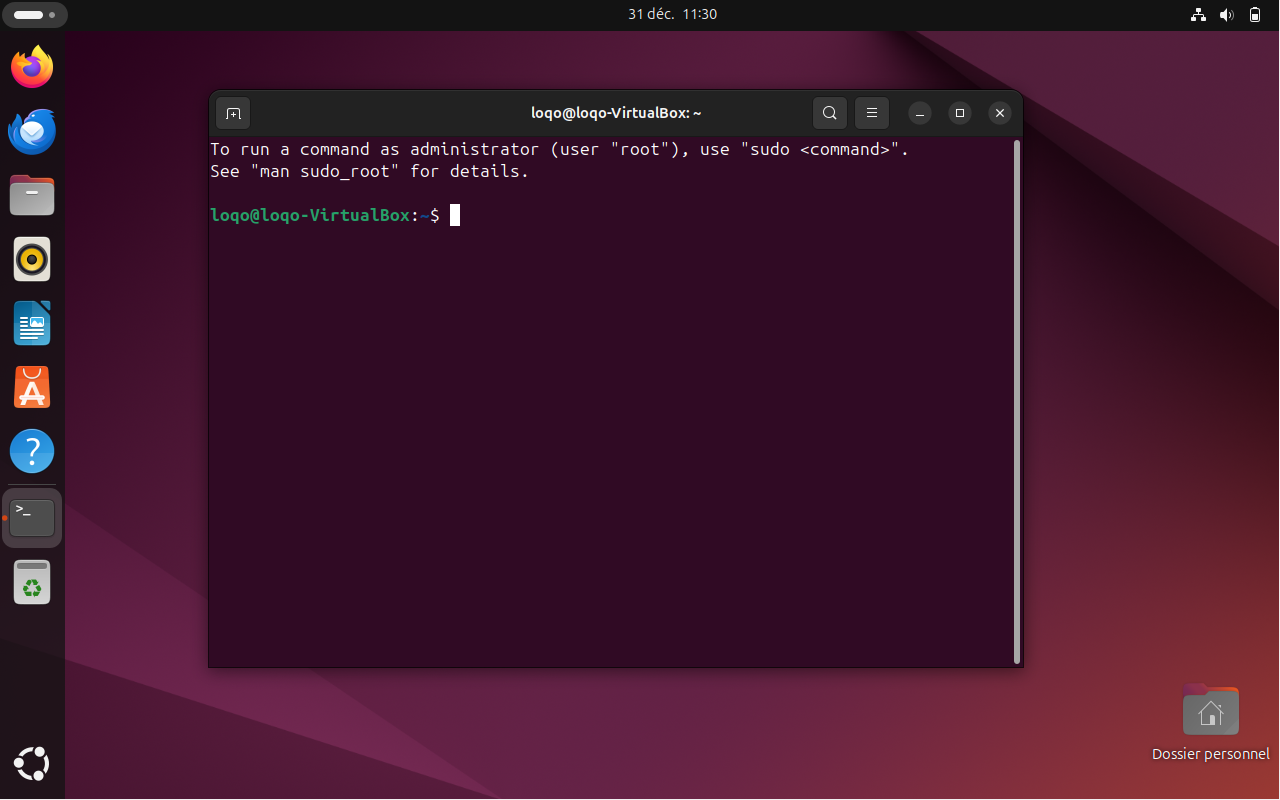 31 déc. 11:30
loqo@loqo-VirtualBox: ~
To run a command as administrator (user "root"), use "sudo <command>".
See "man sudo_root" for details.
loqo@loqo-VirtualBox:~$
Dossier personnel